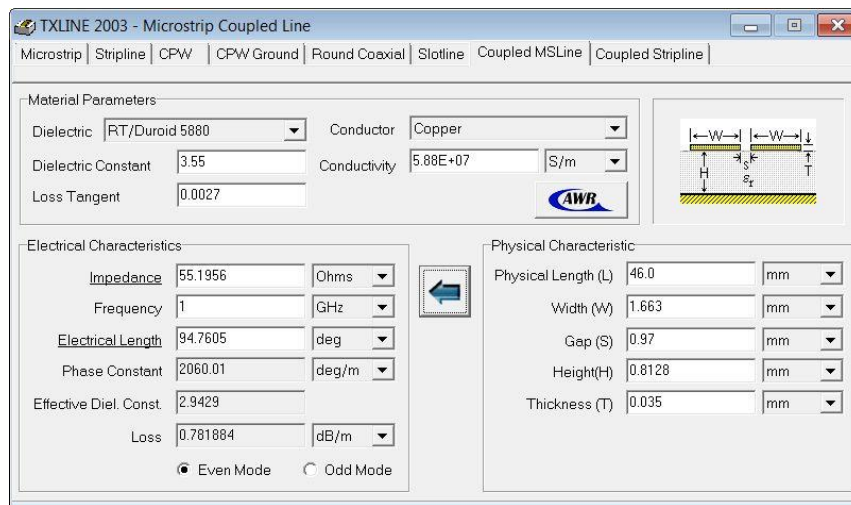 TXLINE 2003 - Microstrip Coupled Line
Microstrip Stripline CPW CPW Ground Round Coaxial Slotline Coupled MSLine Coupled Stripline
Material Parameters
Dielectric RT/Duroid 5880 Conductor Copper
Dielectric Constant 3.55 Conductivity 5.88E+07 S/m
Loss Tangent 0.0027
AWR
W W
S
H
T
εr
Electrical Characteristics
Impedance 55.1956 Ohms
Frequency 1 GHz
Electrical Length 94.7605 deg
Phase Constant 2060.01 deg/m
Effective Diel. Const. 2.9429
Loss 0.781884 dB/m
Even Mode Odd Mode
Physical Characteristic
Physical Length (L) 46.0 mm
Width (W) 1.663 mm
Gap (S) 0.97 mm
Height(H) 0.8128 mm
Thickness (T) 0.035 mm